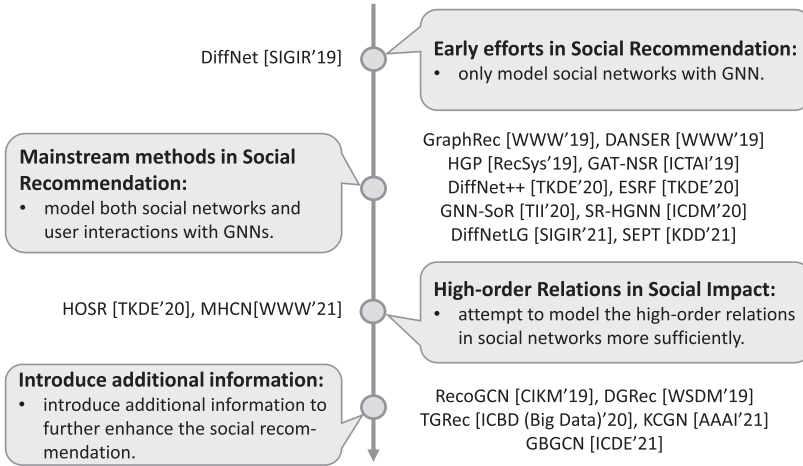 DiffNet [SIGIR’19]
Early efforts in Social Recommendation:
• only model social networks with GNN.
Mainstream methods in Social
Recommendation:
• model both social networks and
user interactions with GNNs.
GraphRec [WWW’19], DANSER [WWW’19]
HGP [RecSys’19], GAT-NSR [ICTAI’19]
DiffNet++ [TKDE’20], ESRF [TKDE’20]
GNN-SoR [TII’20], SR-HGNN [ICDM’20]
DiffNetLG [SIGIR’21], SEPT [KDD’21]
HOSR [TKDE’20], MHCN[WWW’21]
High-order Relations in Social Impact:
• attempt to model the high-order relations
in social networks more sufficiently.
Introduce additional information:
• introduce additional information to
further enhance the social recom-
mendation.
RecoGCN [CIKM’19], DGRec [WSDM’19]
TGRec [ICBD (Big Data)’20], KCGN [AAAI’21]
GBGCN [ICDE’21]